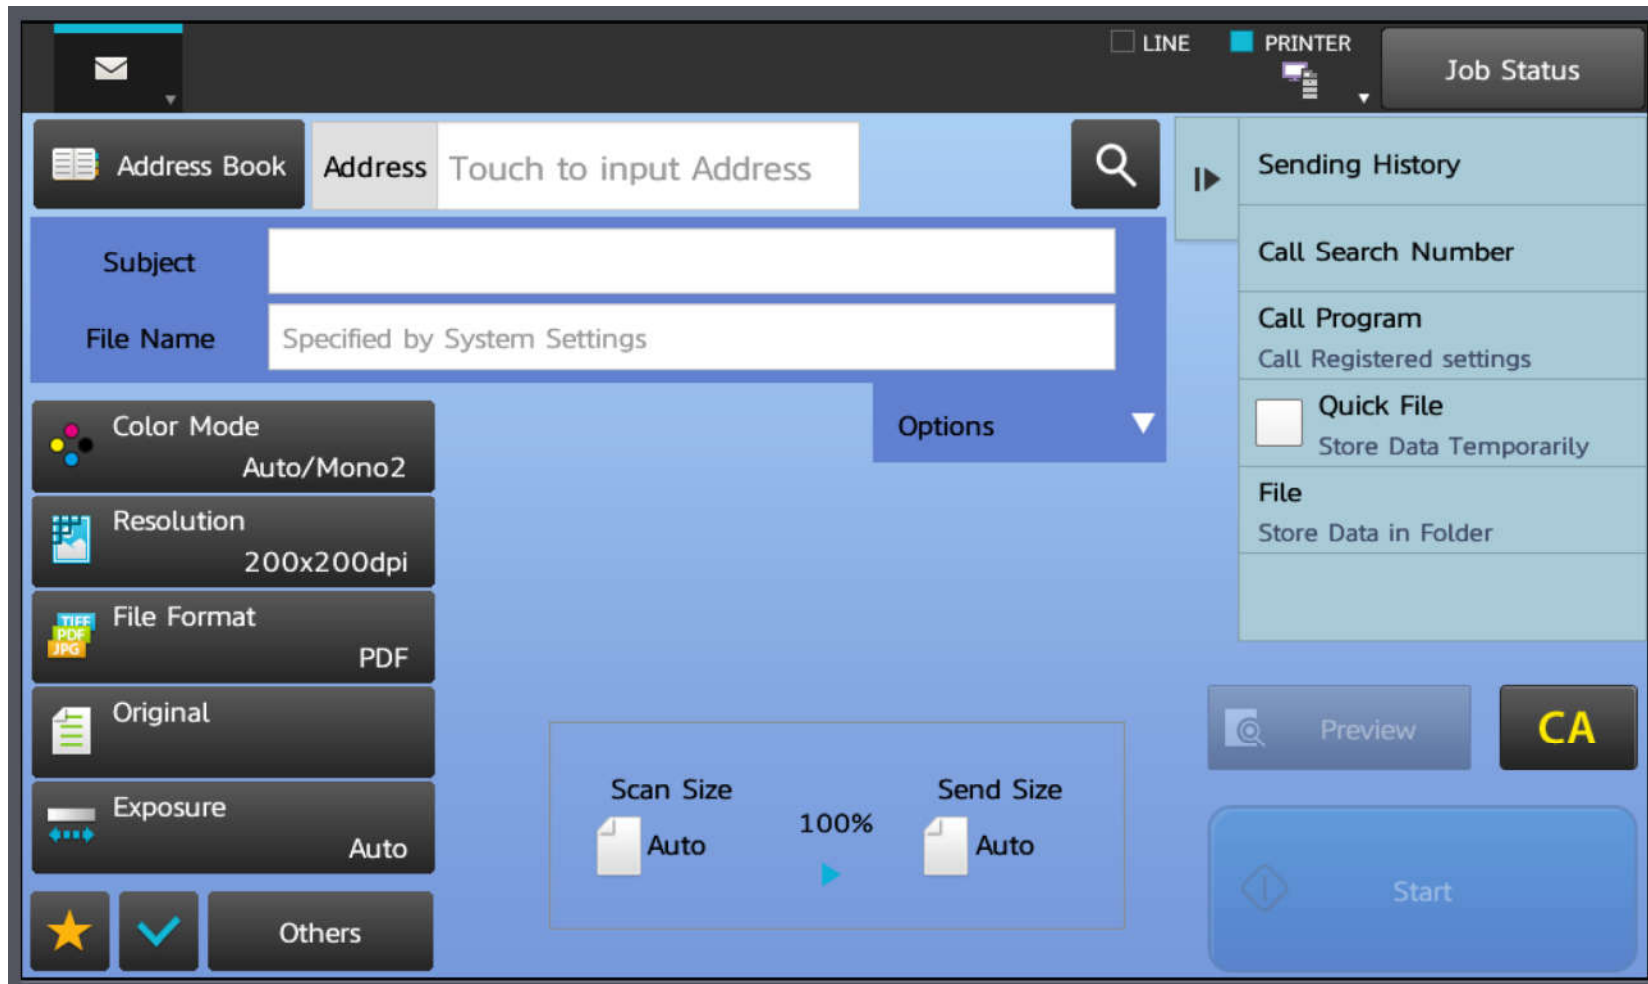 LINE
PRINTER
Job Status
Address Book
Address
Touch to input Address
Sending History
Subject
Call Search Number
File Name
Specified by System Settings
Call Program
Call Registered settings
Options
Quick File
Store Data Temporarily
Color Mode
Auto/Mono2
File
Store Data in Folder
Resolution
200x200dpi
File Format
TIFF
PDF
JPG
PDF
Original
Preview
CA
Exposure
Auto
Scan Size
Auto
100%
Send Size
Auto
Start
Others